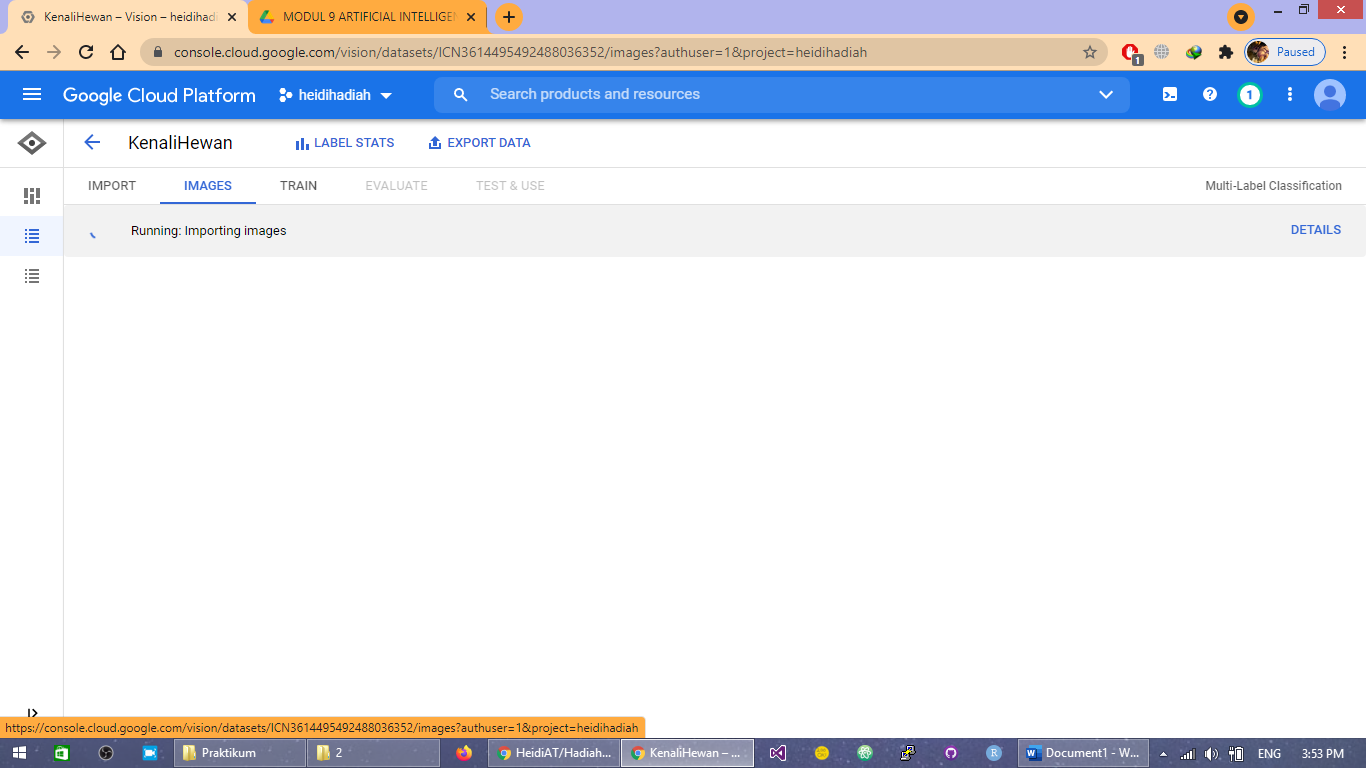 KenaliHewan – Vision – heidihadi
MODUL 9 ARTIFICIAL INTELLIGEN
console.cloud.google.com/vision/datasets/ICN3614495492488036352/images?authuser=1&project=heidihadiah
1
Paused
Google Cloud Platform
heidihadiah
Search products and resources
1
KenaliHewan
LABEL STATS
EXPORT DATA
IMPORT
IMAGES
TRAIN
EVALUATE
TEST & USE
Multi-Label Classification
Running: Importing images
DETAILS
https://console.cloud.google.com/vision/datasets/ICN3614495492488036352/images?authuser=1&project=heidihadiah
Praktikum
2
HeidiAT/Hadiah...
KenaliHewan – ...
Document1 - W...
ENG
3:53 PM